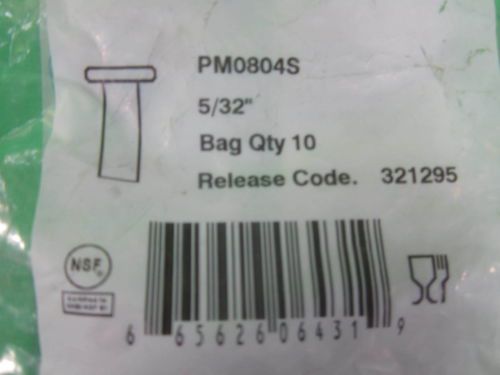 PM0804S
5/32"
Bag Qty 10
Release Code. 321295
NSF®
6 65626 06431 9